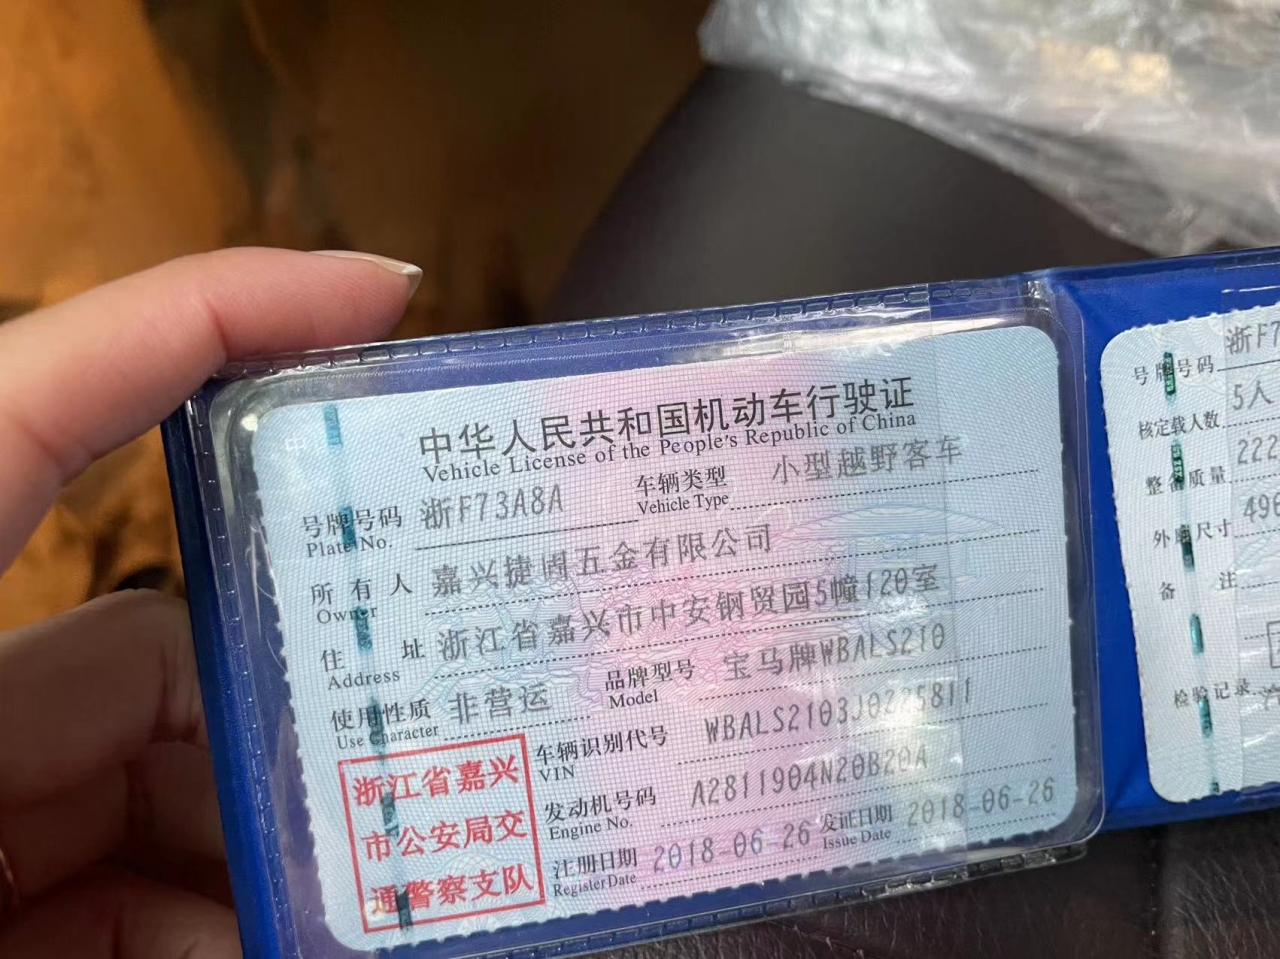 中华人民共和国机动车行驶证
Vehicle License of the People's Republic of China
号牌号码 浙F73A8A 车辆类型 小型越野客车
Plate No. Vehicle Type
所有人 嘉兴捷固五金有限公司
Owner
住址 浙江省嘉兴市中安钢贸园5幢120室
Address
使用性质 非营运 品牌型号 宝马牌WBALS210
Use Character Model
车辆识别代号 WBALS2103J0225811
VIN
发动机号码 A2811904N20B20A
Engine No.
注册日期 2018-06-26 发证日期 2018-06-26
Register Date Issue Date
浙江省嘉兴
市公安局交
通警察支队
号牌号码 浙F7
核定载人数 5人
整备质量 222
外廓尺寸 496
备注
检验记录